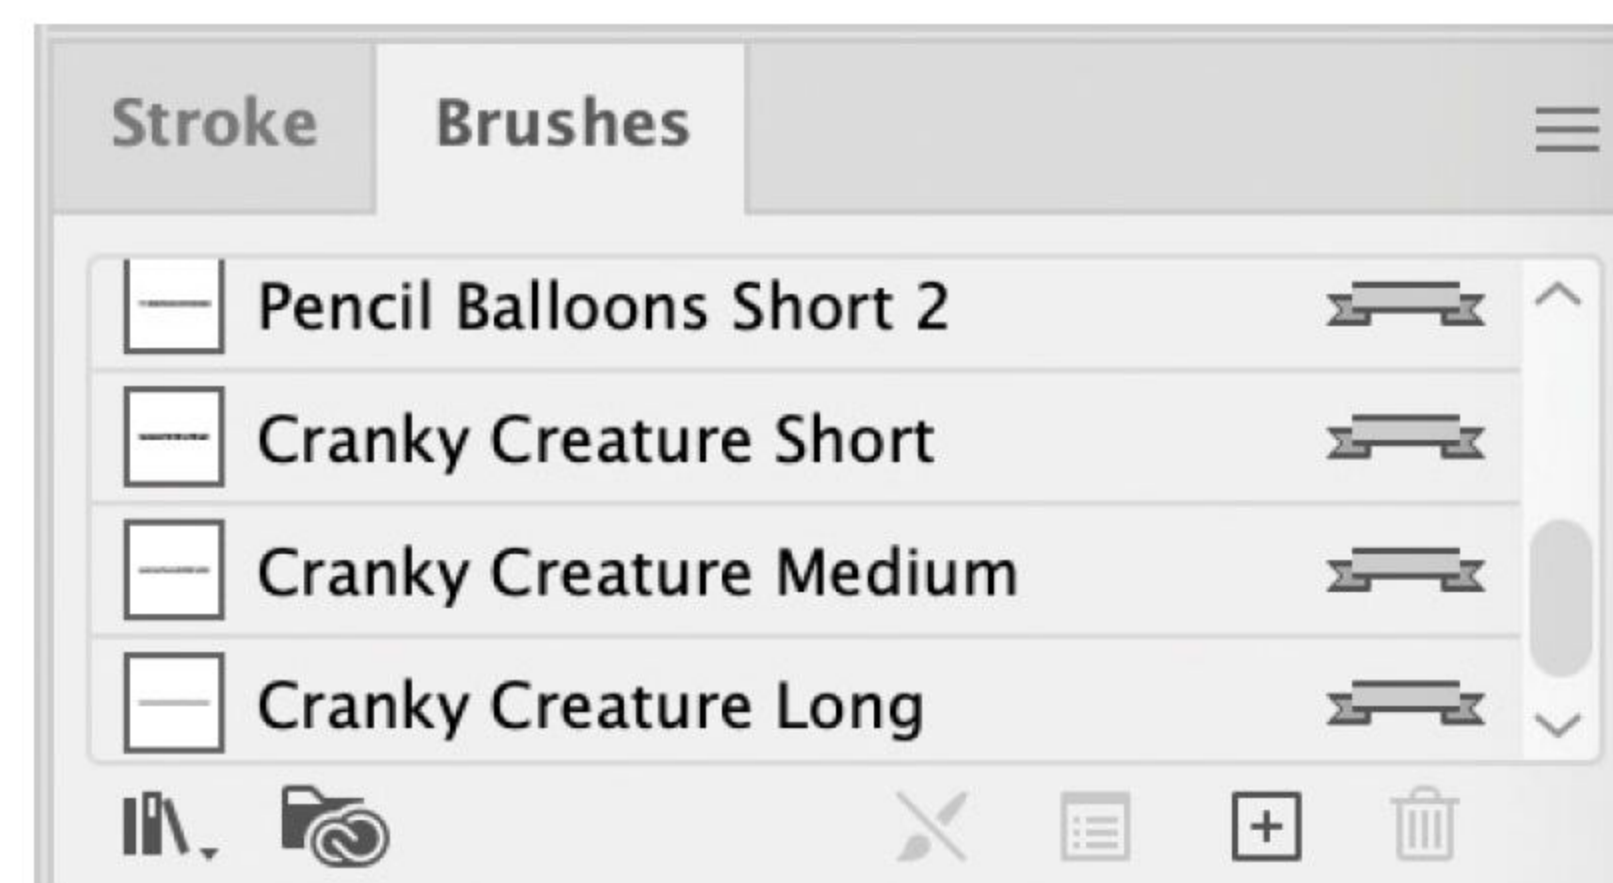 Stroke Brushes
Pencil Balloons Short 2
Cranky Creature Short
Cranky Creature Medium
Cranky Creature Long